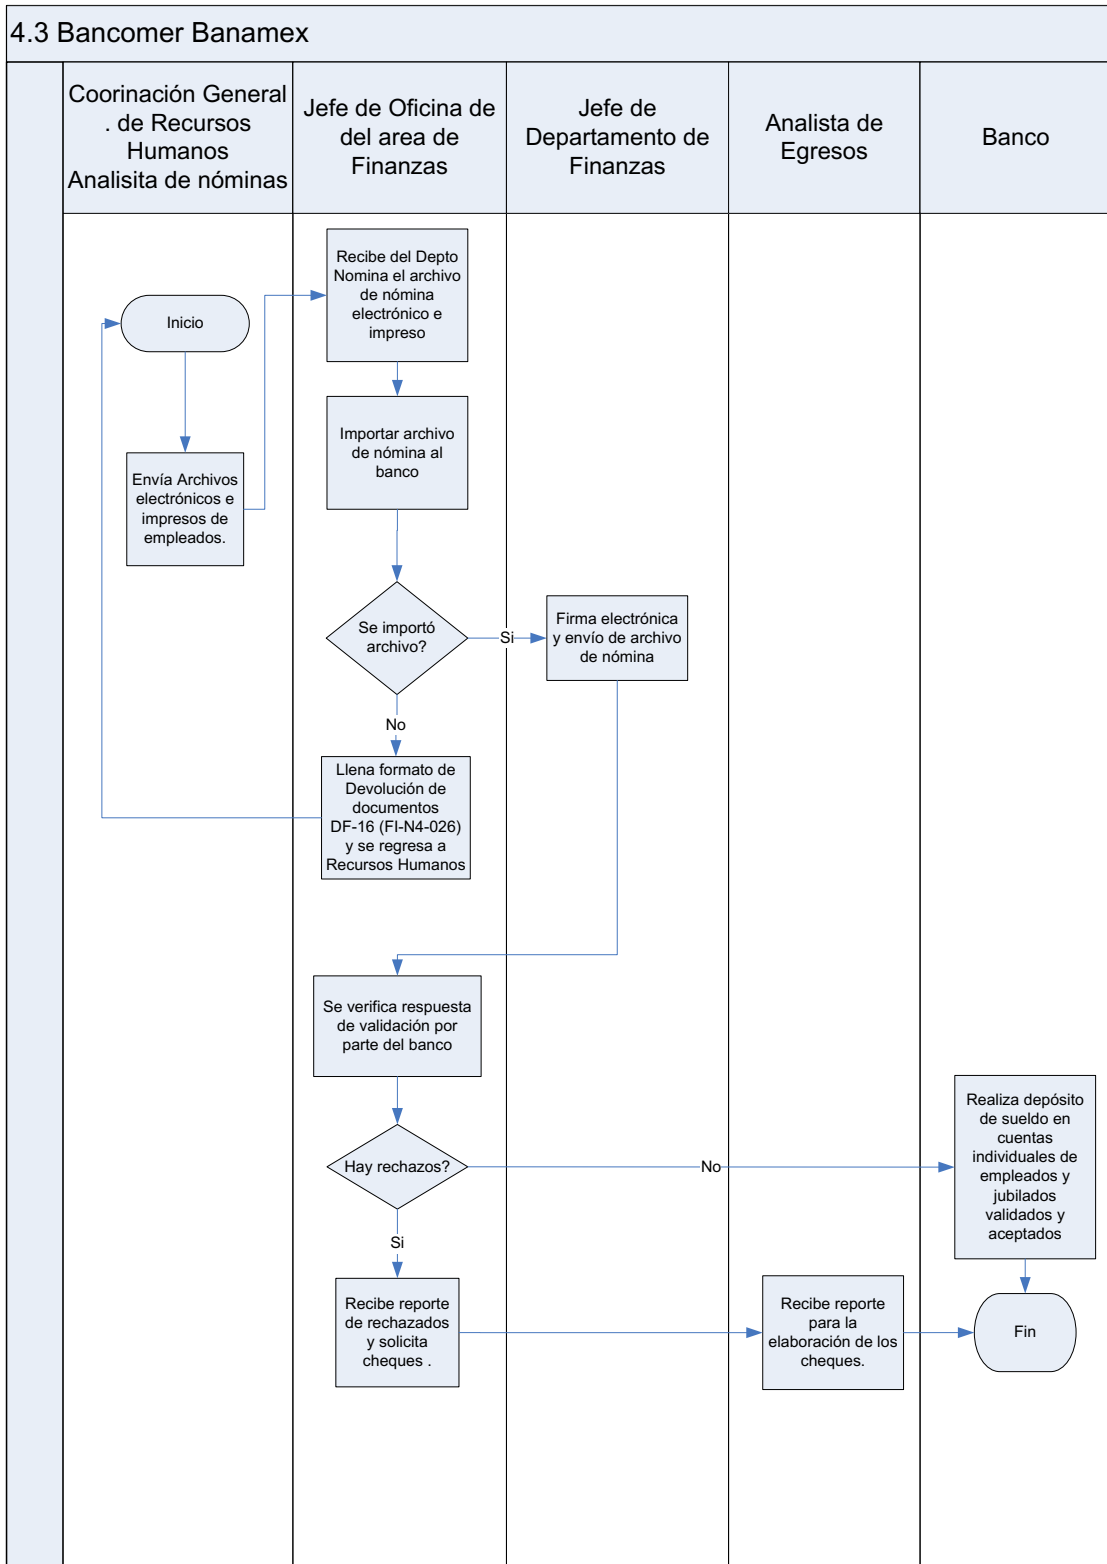 4.3 Bancomer Banamex
Coorinación General
. de Recursos
Humanos
Analisita de nóminas
Jefe de Oficina de
del area de
Finanzas
Jefe de
Departamento de
Finanzas
Analista de
Egresos
Banco
Inicio
Envía Archivos
electrónicos e
impresos de
empleados.
Recibe del Depto
Nomina el archivo
de nómina
electrónico e
impreso
Importar archivo
de nómina al
banco
Se importó
archivo?
Si
Firma electrónica
y envío de archivo
de nómina
No
Llena formato de
Devolución de
documentos
DF-16 (FI-N4-026)
y se regresa a
Recursos Humanos
Se verifica respuesta
de validación por
parte del banco
Hay rechazos?
No
Realiza depósito
de sueldo en
cuentas
individuales de
empleados y
jubilados
validados y
aceptados
Si
Recibe reporte
de rechazados
y solicita
cheques .
Recibe reporte
para la
elaboración de los
cheques.
Fin